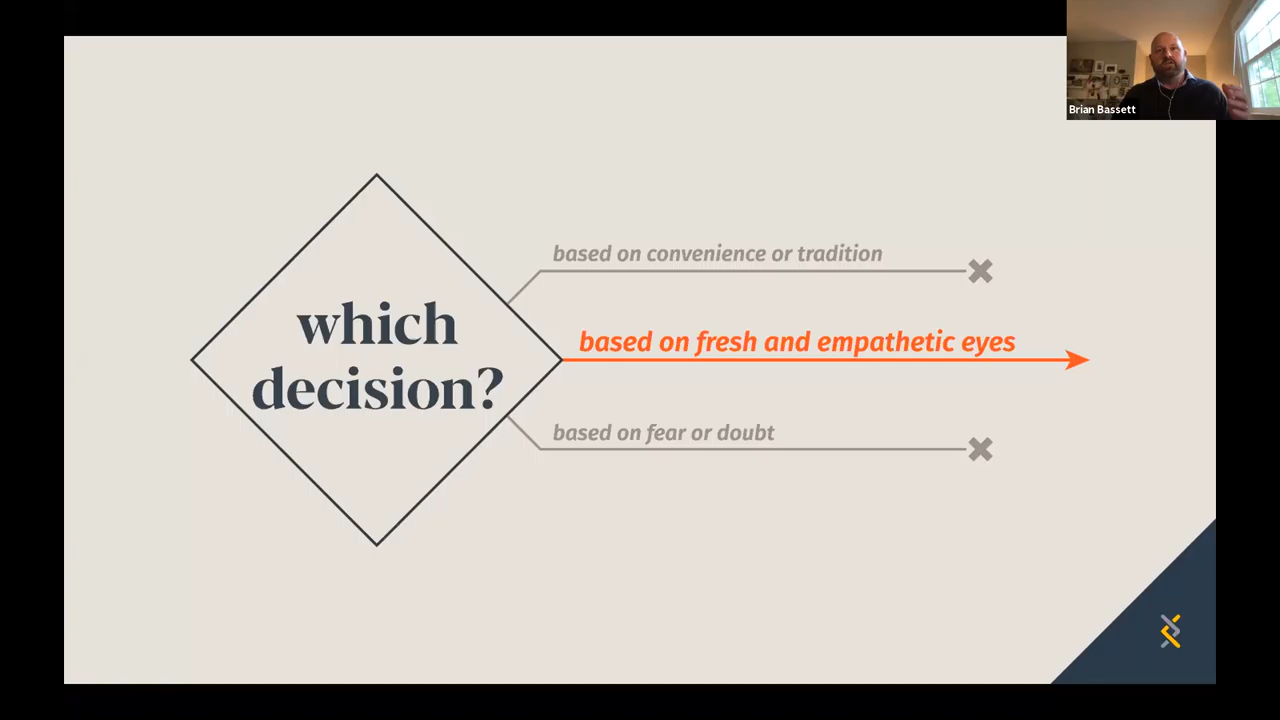 Brian Bassett
based on convenience or tradition
which
decision?
based on fresh and empathetic eyes
based on fear or doubt